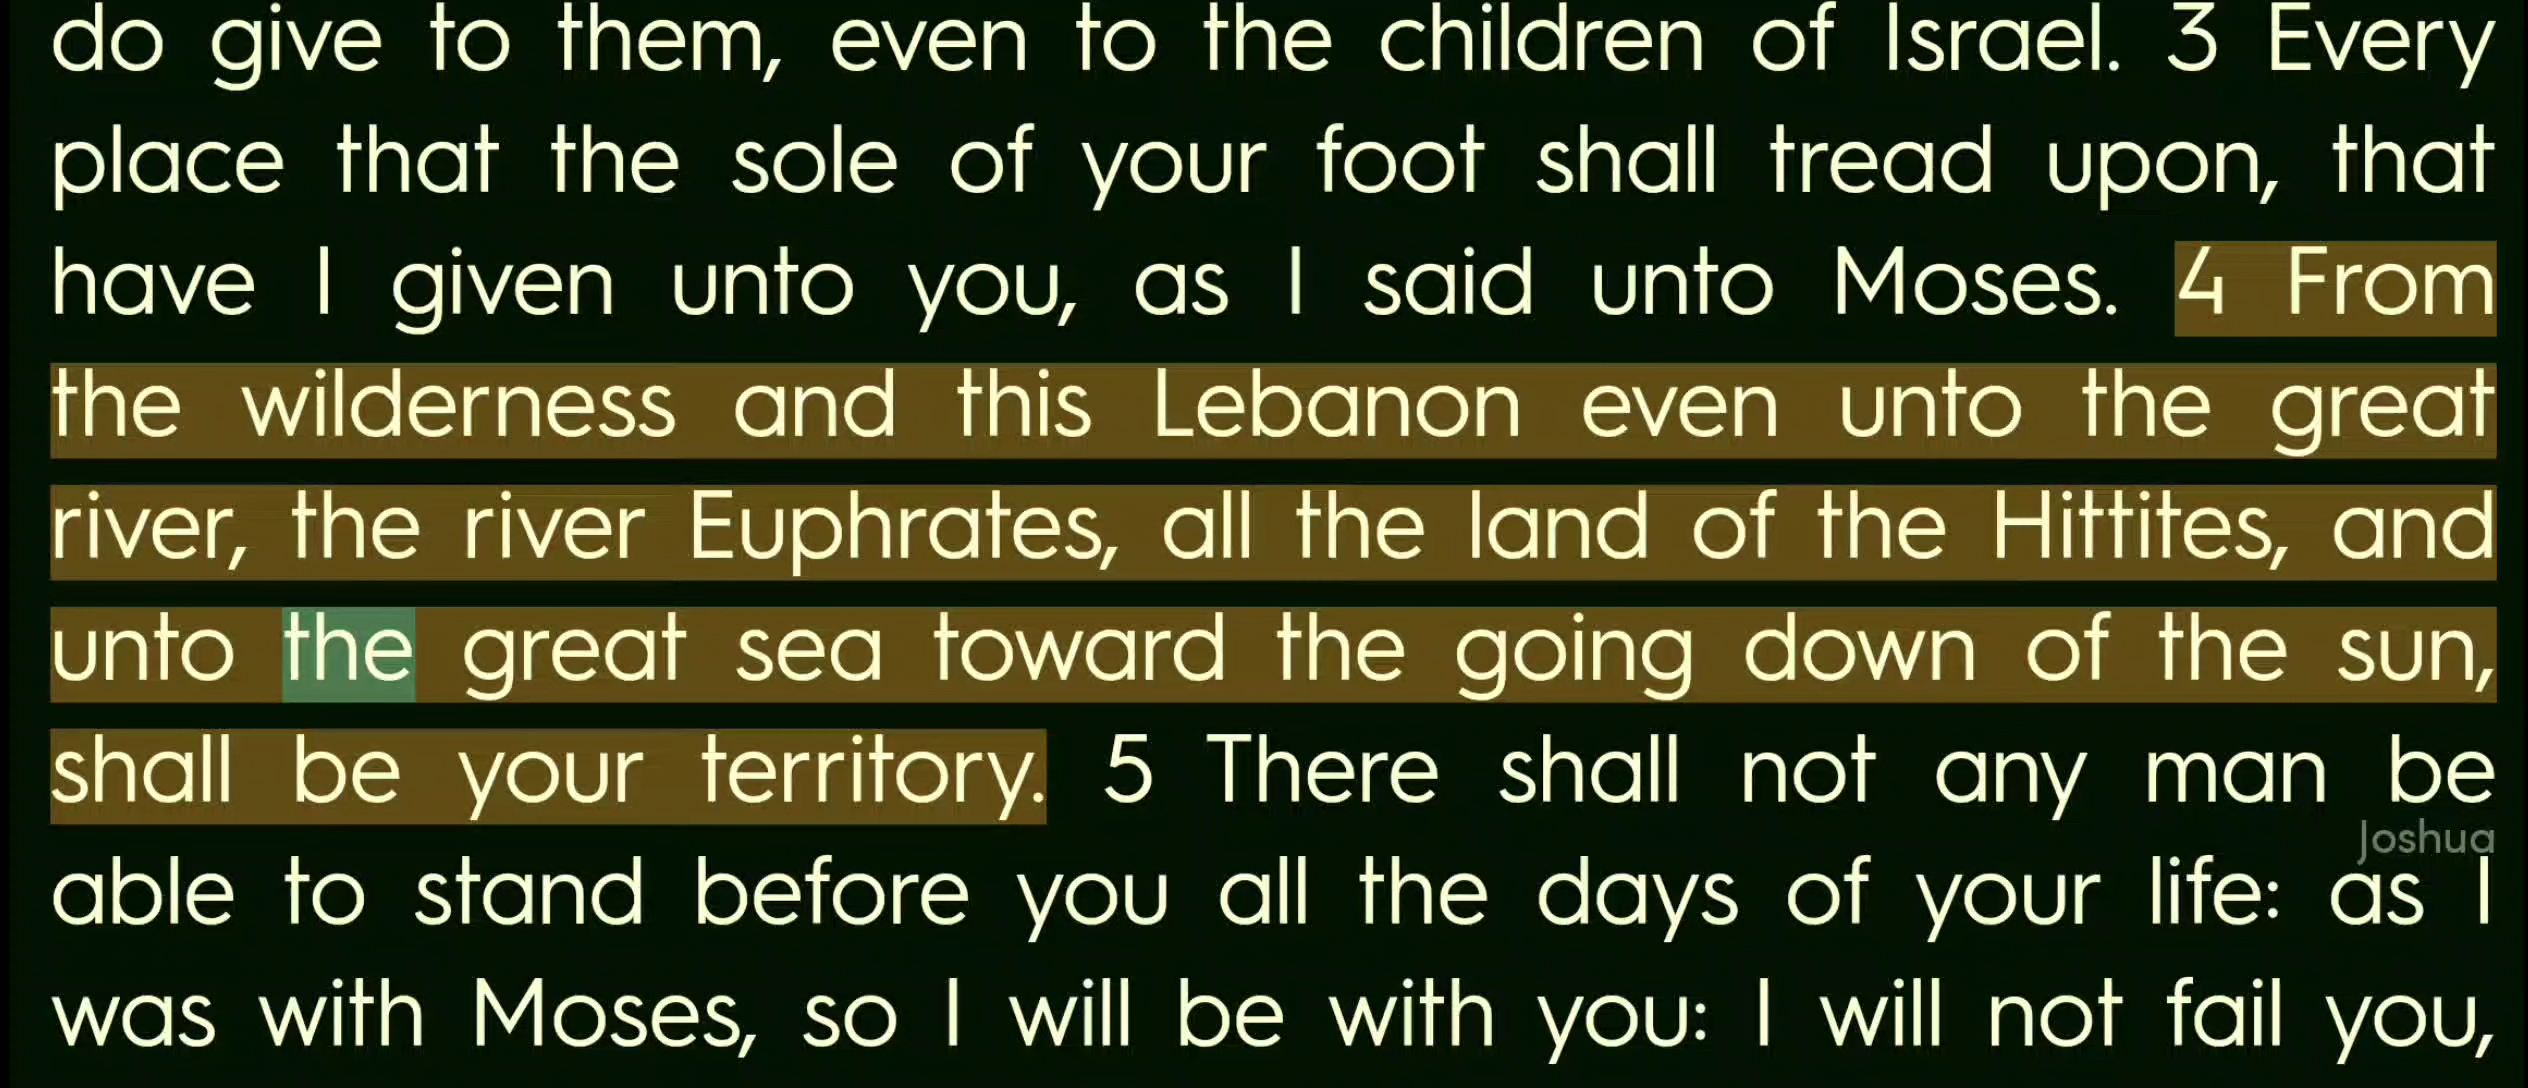 do give to them, even to the children of Israel. 3 Every
place that the sole of your foot shall tread upon, that
have I given unto you, as I said unto Moses. 4 From
the wilderness and this Lebanon even unto the great
river, the river Euphrates, all the land of the Hittites, and
unto the great sea toward the going down of the sun,
shall be your territory. 5 There shall not any man be
Joshua
able to stand before you all the days of your life: as I
was with Moses, so I will be with you: I will not fail you,